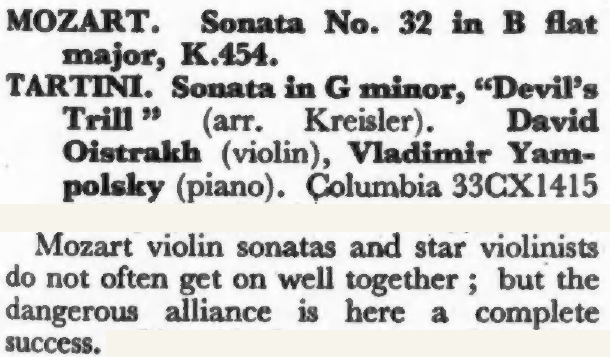 MOZART. Sonata No. 32 in B flat
major, K.454.
TARTINI. Sonata in G minor, “Devil’s
Trill” (arr. Kreisler). David
Oistrakh (violin), Vladimir Yam-
polsky (piano). Columbia 33CX1415
Mozart violin sonatas and star violinists
do not often get on well together ; but the
dangerous alliance is here a complete
success.